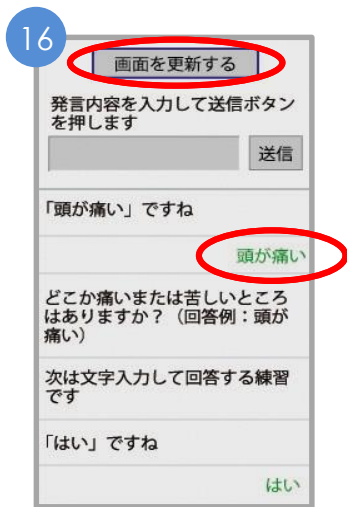 16
画面を更新する
発言内容を入力して送信ボタン
を押します
送信
「頭が痛い」ですね
頭が痛い
どこか痛いまたは苦しいところ
はありますか？（回答例：頭が
痛い）
次は文字入力して回答する練習
です
「はい」ですね
はい